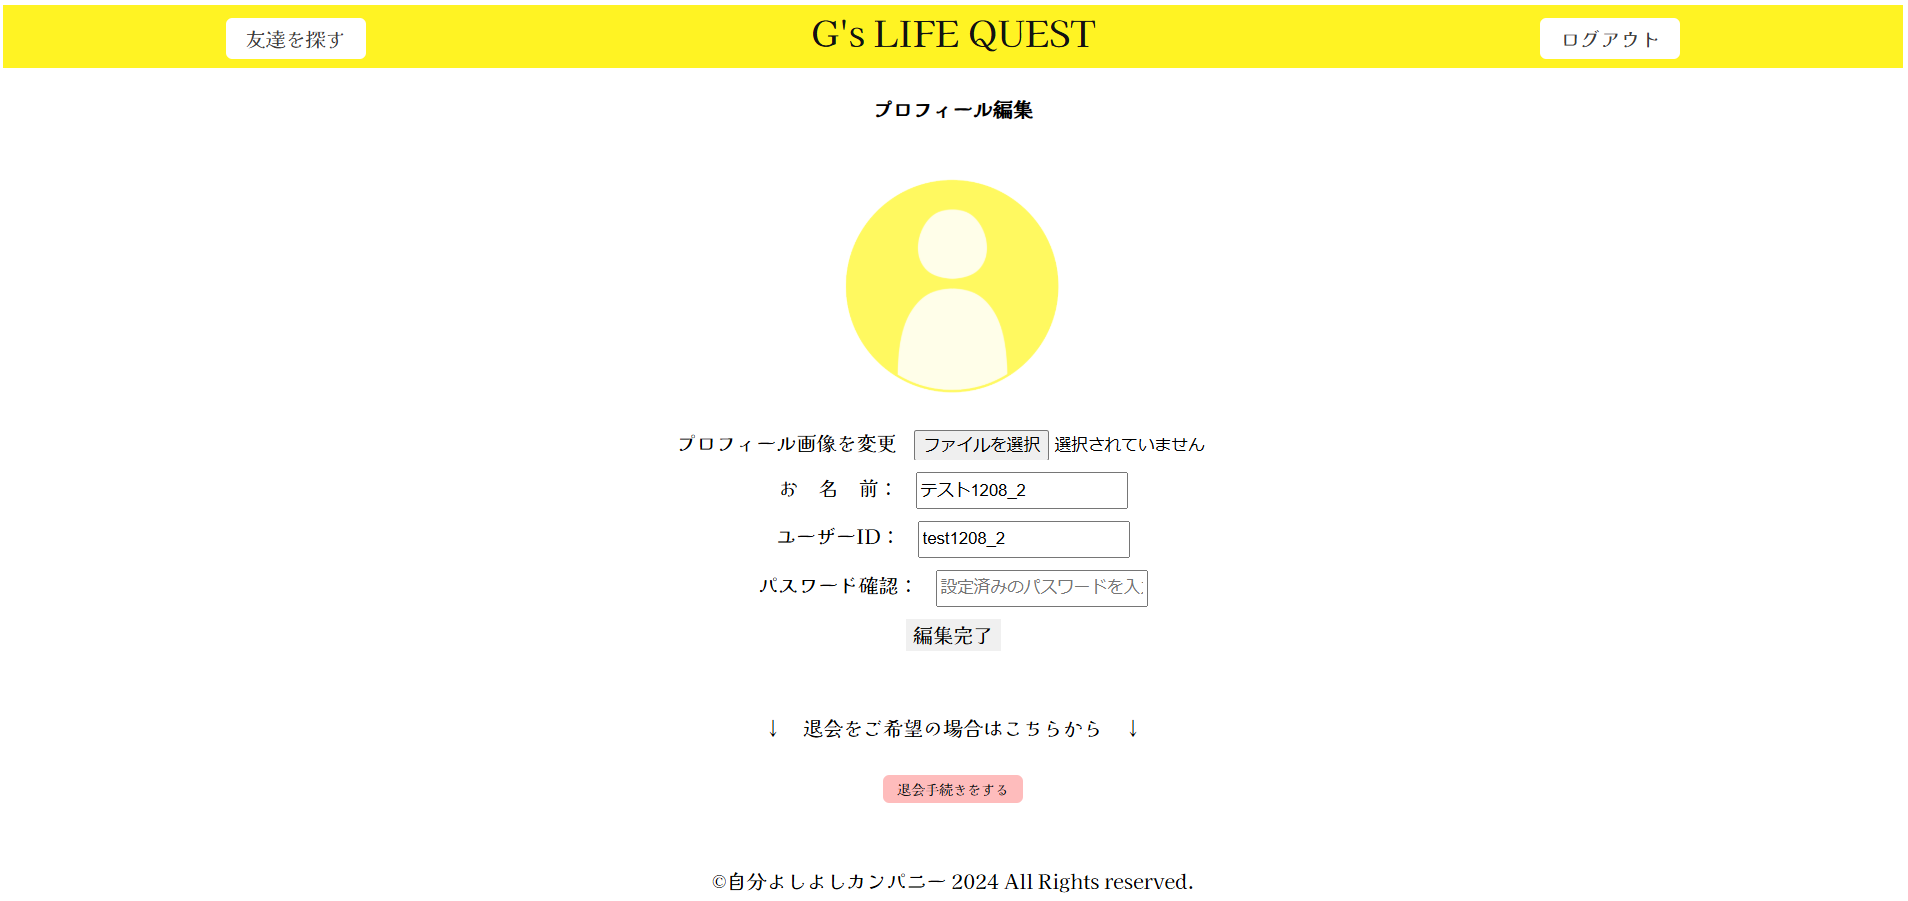 友達を探す
G's LIFE QUEST
ログアウト
プロフィール編集
プロフィール画像を変更 ファイルを選択 選択されていません
お　名　前： テスト1208_2
ユーザーID： test1208_2
パスワード確認： 設定済みのパスワードを入
編集完了
↓　退会をご希望の場合はこちらから　↓
退会手続きをする
©自分よしよしカンパニー 2024 All Rights reserved.